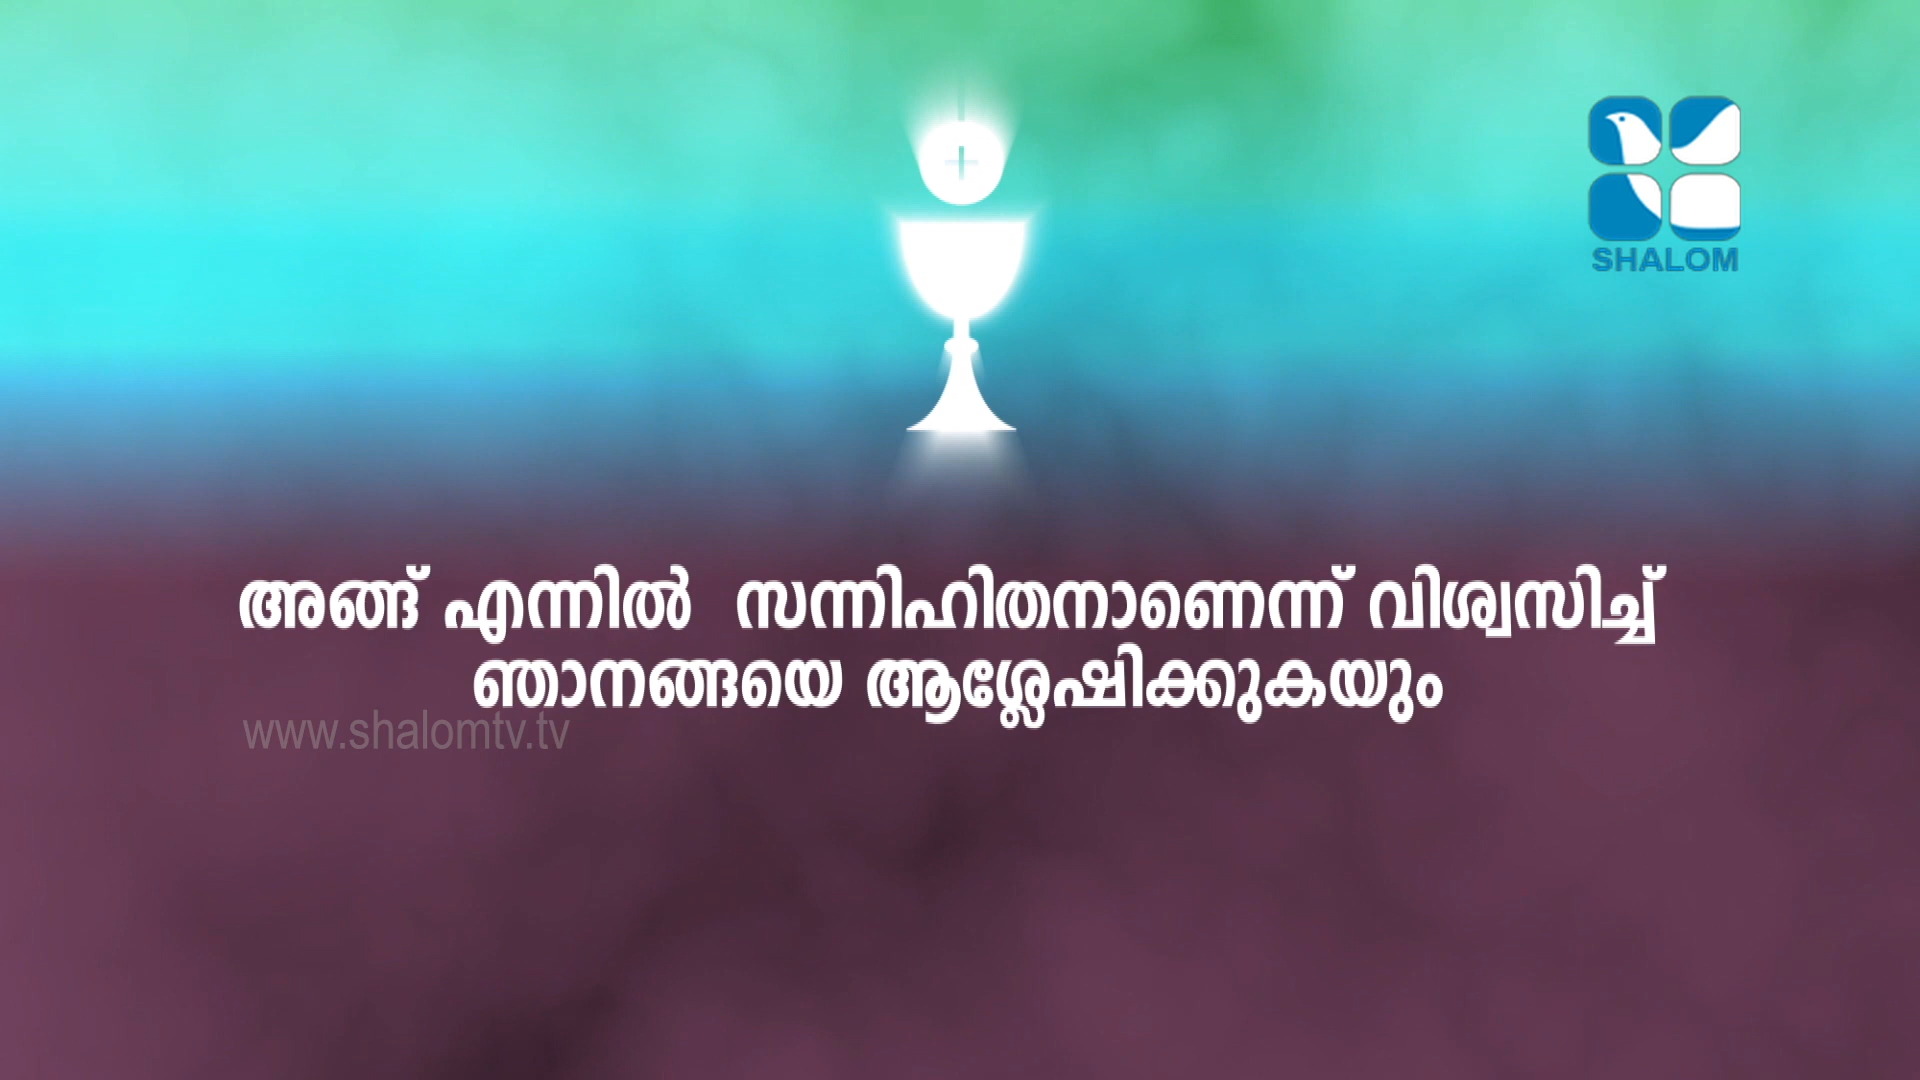 SHALOM
അങ്ങ് എന്നിൽ സന്നിഹിതനാണെന്ന് വിശ്വസിച്ച്
ഞാനങ്ങയെ ആശ്ലേഷിക്കുകയും
www.shalomtv.tv